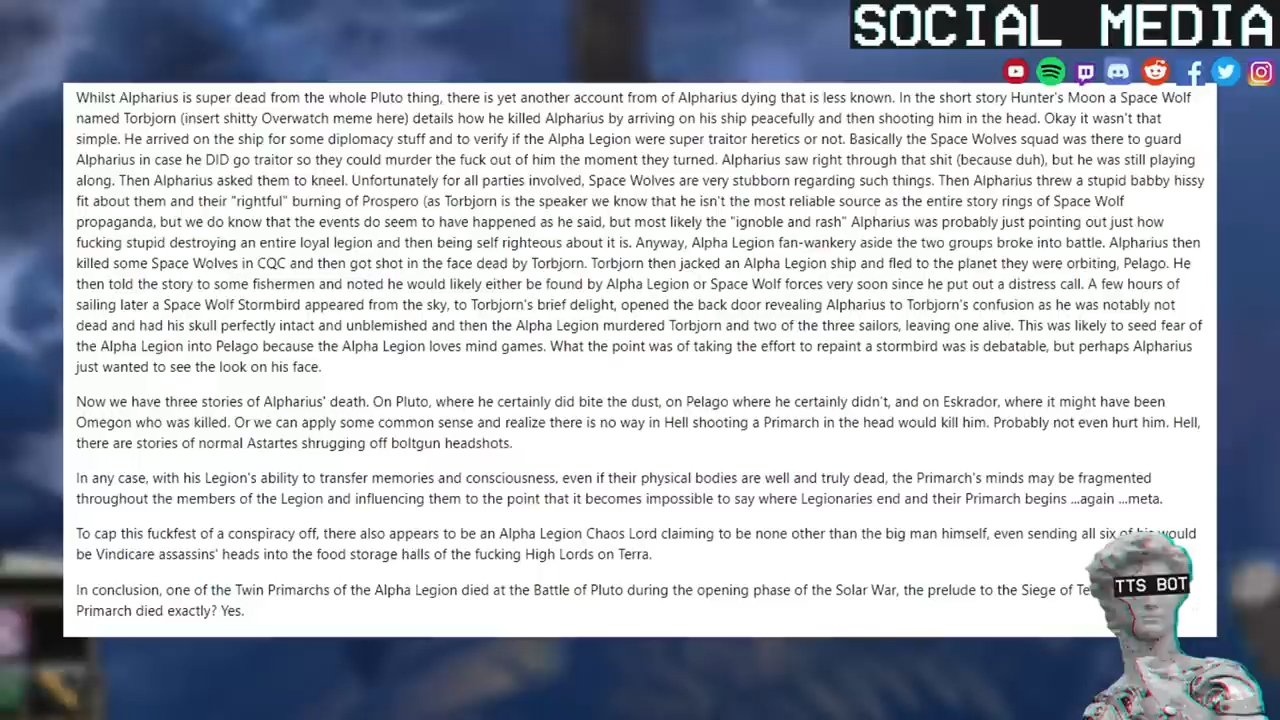 SOCIAL MEDIA
Whilst Alpharius is super dead from the whole Pluto thing, there is yet another account from of Alpharius dying that is less known. In the short story Hunter's Moon a Space Wolf
named Torbjorn (insert shitty Overwatch meme here) details how he killed Alpharius by arriving on his ship peacefully and then shooting him in the head. Okay it wasn't that
simple. He arrived on the ship for some diplomacy stuff and to verify if the Alpha Legion were super traitor heretics or not. Basically the Space Wolves squad was there to guard
Alpharius in case he DID go traitor so they could murder the fuck out of him the moment they turned. Alpharius saw right through that shit (because duh), but he was still playing
along. Then Alpharius asked them to kneel. Unfortunately for all parties involved, Space Wolves are very stubborn regarding such things. Then Alpharius threw a stupid babby hissy
fit about them and their "rightful" burning of Prospero (as Torbjorn is the speaker we know that he isn't the most reliable source as the entire story rings of Space Wolf
propaganda, but we do know that the events do seem to have happened as he said, but most likely the "ignoble and rash" Alpharius was probably just pointing out just how
fucking stupid destroying an entire loyal legion and then being self righteous about it is. Anyway, Alpha Legion fan-wankery aside the two groups broke into battle. Alpharius then
killed some Space Wolves in CQC and then got shot in the face dead by Torbjorn. Torbjorn then jacked an Alpha Legion ship and fled to the planet they were orbiting, Pelago. He
then told the story to some fishermen and noted he would likely either be found by Alpha Legion or Space Wolf forces very soon since he put out a distress call. A few hours of
sailing later a Space Wolf Stormbird appeared from the sky, to Torbjorn's brief delight, opened the back door revealing Alpharius to Torbjorn's confusion as he was notably not
dead and had his skull perfectly intact and unblemished and then the Alpha Legion murdered Torbjorn and two of the three sailors, leaving one alive. This was likely to seed fear of
the Alpha Legion into Pelago because the Alpha Legion loves mind games. What the point was of taking the effort to repaint a stormbird was is debatable, but perhaps Alpharius
just wanted to see the look on his face.
Now we have three stories of Alpharius' death. On Pluto, where he certainly did bite the dust, on Pelago where he certainly didn't, and on Eskrador, where it might have been
Omegon who was killed. Or we can apply some common sense and realize there is no way in Hell shooting a Primarch in the head would kill him. Probably not even hurt him. Hell,
there are stories of normal Astartes shrugging off boltgun headshots.
In any case, with his Legion's ability to transfer memories and consciousness, even if their physical bodies are well and truly dead, the Primarch's minds may be fragmented
throughout the members of the Legion and influencing them to the point that it becomes impossible to say where Legionaries end and their Primarch begins ...again ...meta.
To cap this fuckfest of a conspiracy off, there also appears to be an Alpha Legion Chaos Lord claiming to be none other than the big man himself, even sending all six of would
be Vindicare assassins' heads into the food storage halls of the fucking High Lords on Terra.
In conclusion, one of the Twin Primarchs of the Alpha Legion died at the Battle of Pluto during the opening phase of the Solar War, the prelude to the Siege of
Primarch died exactly? Yes.
TTS BOT